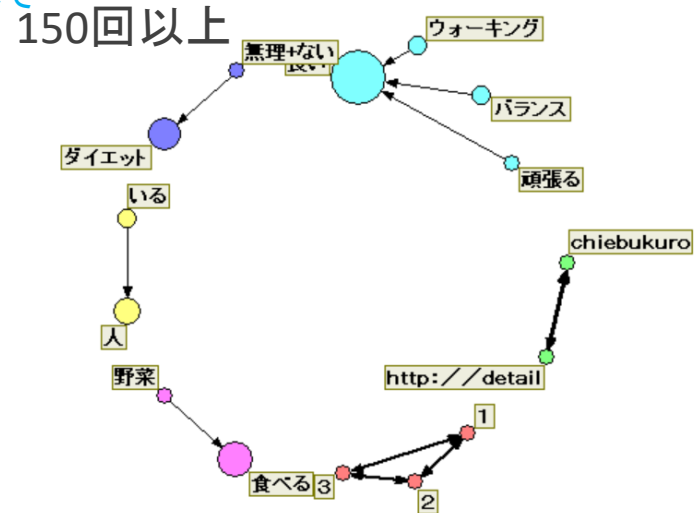 150回以上
ウォーキング
無理+ない
良い
バランス
ダイエット
頑張る
いる
chiebukuro
人
野菜
http://detail
1
食べる
3
2